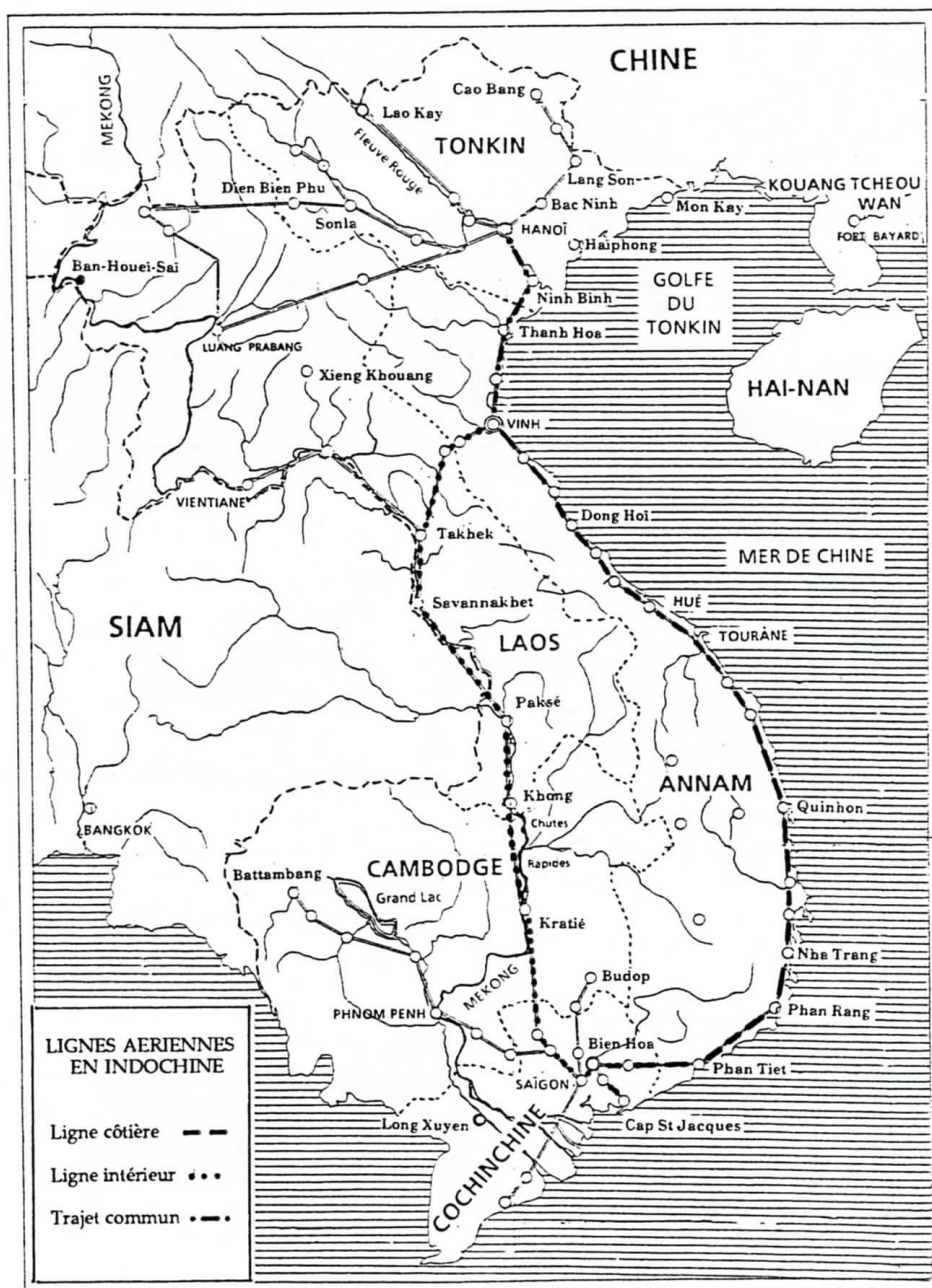 CHINE
MEKONG
Cao Bang
Lao Kay
TONKIN
Fleuve Rouge
Lang Son
KOUANG TCHEOU
WAN
Dien Bien Phu
Bac Ninh
Mon Kay
Sonla
HANOÏ
FORT BAYARD
Haïphong
Ban-Houei-Saï
GOLFE
DU
TONKIN
Ninh Binh
Thanh Hoa
LUANG PRABANG
Xieng Khouang
HAI-NAN
VINH
VIENTIANE
Dong Hoï
Takhek
MER DE CHINE
Savannakhet
HUÉ
SIAM
LAOS
TOURANE
Paksé
ANNAM
Khong
Quinhon
Chutes
BANGKOK
CAMBODGE
Rapides
Battambang
Grand Lac
Kratié
Nha Trang
MEKONG
Budop
PHNOM PENH
Phan Rang
LIGNES AERIENNES
EN INDOCHINE
Bien Hoa
SAÏGON
Phan Tiet
Long Xuyen
Cap St Jacques
COCHINCHINE
Ligne côtière
Ligne intérieur
Trajet commun